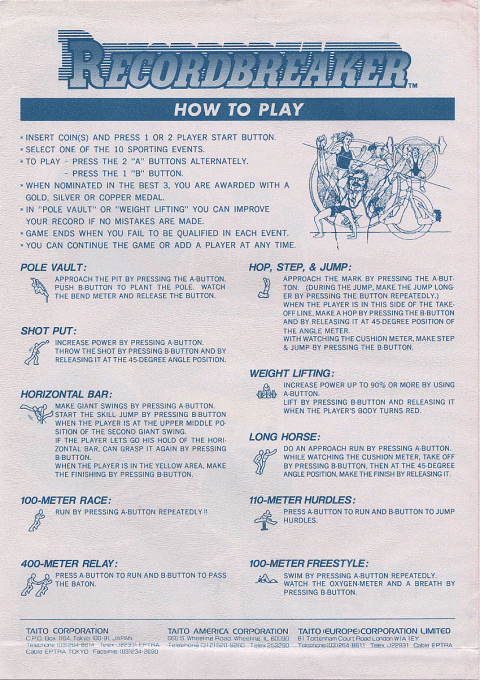 RECORDBREAKER™
HOW TO PLAY
* INSERT COIN(S) AND PRESS 1 OR 2 PLAYER START BUTTON.
* SELECT ONE OF THE 10 SPORTING EVENTS.
* TO PLAY - PRESS THE 2 "A" BUTTONS ALTERNATELY.
- PRESS THE 1 "B" BUTTON.
* WHEN NOMINATED IN THE BEST 3, YOU ARE AWARDED WITH A
GOLD, SILVER OR COPPER MEDAL.
* IN "POLE VAULT" OR "WEIGHT LIFTING" YOU CAN IMPROVE
YOUR RECORD IF NO MISTAKES ARE MADE.
* GAME ENDS WHEN YOU FAIL TO BE QUALIFIED IN EACH EVENT.
* YOU CAN CONTINUE THE GAME OR ADD A PLAYER AT ANY TIME.
POLE VAULT:
APPROACH THE PIT BY PRESSING THE A-BUTTON.
PUSH B-BUTTON TO PLANT THE POLE. WATCH
THE BEND METER AND RELEASE THE BUTTON.
SHOT PUT:
INCREASE POWER BY PRESSING A-BUTTON.
THROW THE SHOT BY PRESSING B-BUTTON AND BY
RELEASING IT AT THE 45-DEGREE ANGLE POSITION.
HORIZONTAL BAR:
MAKE GIANT SWINGS BY PRESSING A-BUTTON.
START THE SKILL JUMP BY PRESSING B-BUTTON
WHEN THE PLAYER IS AT THE UPPER MIDDLE PO-
SITION OF THE SECOND GIANT SWING.
IF THE PLAYER LETS GO HIS HOLD OF THE HORI-
ZONTAL BAR, CAN GRASP IT AGAIN BY PRESSING
B-BUTTON.
WHEN THE PLAYER IS IN THE YELLOW AREA, MAKE
THE FINISHING BY PRESSING B-BUTTON.
100-METER RACE:
RUN BY PRESSING A-BUTTON REPEATEDLY!!
400-METER RELAY:
PRESS A-BUTTON TO RUN AND B-BUTTON TO PASS
THE BATON.
HOP, STEP, & JUMP:
APPROACH THE MARK BY PRESSING THE A-BUT-
TON. (DURING THE JUMP, MAKE THE JUMP LONG-
ER BY PRESSING THE BUTTON REPEATEDLY.)
WHEN THE PLAYER IS IN THIS SIDE OF THE TAKE-
OFF LINE, MAKE A HOP BY PRESSING THE B-BUTTON
AND BY RELEASING IT AT 45-DEGREE POSITION OF
THE ANGLE METER.
WITH WATCHING THE CUSHION METER, MAKE STEP
& JUMP BY PRESSING THE B-BUTTON.
WEIGHT LIFTING:
INCREASE POWER UP TO 90% OR MORE BY USING
A-BUTTON.
LIFT BY PRESSING B-BUTTON AND RELEASING IT
WHEN THE PLAYER'S BODY TURNS RED.
LONG HORSE:
DO AN APPROACH RUN BY PRESSING A-BUTTON.
WHILE WATCHING THE CUSHION METER, TAKE OFF
BY PRESSING B-BUTTON, THEN AT THE 45-DEGREE
ANGLE POSITION, MAKE THE FINISH BY RELEASING IT.
110-METER HURDLES:
PRESS A-BUTTON TO RUN AND B-BUTTON TO JUMP
HURDLES.
100-METER FREESTYLE:
SWIM BY PRESSING A-BUTTON REPEATEDLY.
WATCH THE OXYGEN-METER AND A BREATH BY
PRESSING B-BUTTON.
TAITO CORPORATION
C.P.O. Box 1164, Tokyo 100-91, JAPAN
Telephone (03)264-8611 Telex J22931 EPTRA
Cable EPTRA TOKYO Facsimile (03)234-2690
TAITO AMERICA CORPORATION
660 S. Wheeling Road, Wheeling, IL 60090
Telephone (312)520-9280 Telex 253290
TAITO (EUROPE) CORPORATION LIMITED
81 Tottenham Court Road London W1A 1EY
Telephone (03)264-8611 Telex J22931 Cable EPTRA